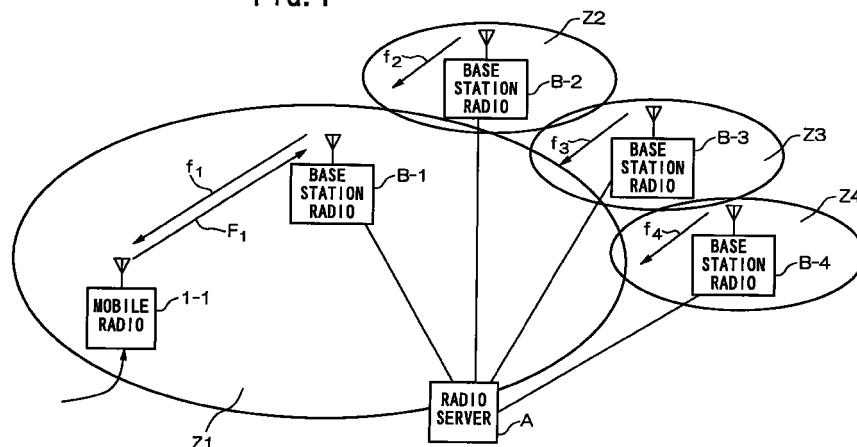 FIG. 1
Z2
f2
BASE
STATION
RADIO
B-2
f3
BASE
STATION
RADIO
B-3
Z3
f1
F1
BASE
STATION
RADIO
B-1
Z4
f4
BASE
STATION
RADIO
B-4
MOBILE
RADIO
1-1
RADIO
SERVER
A
Z1